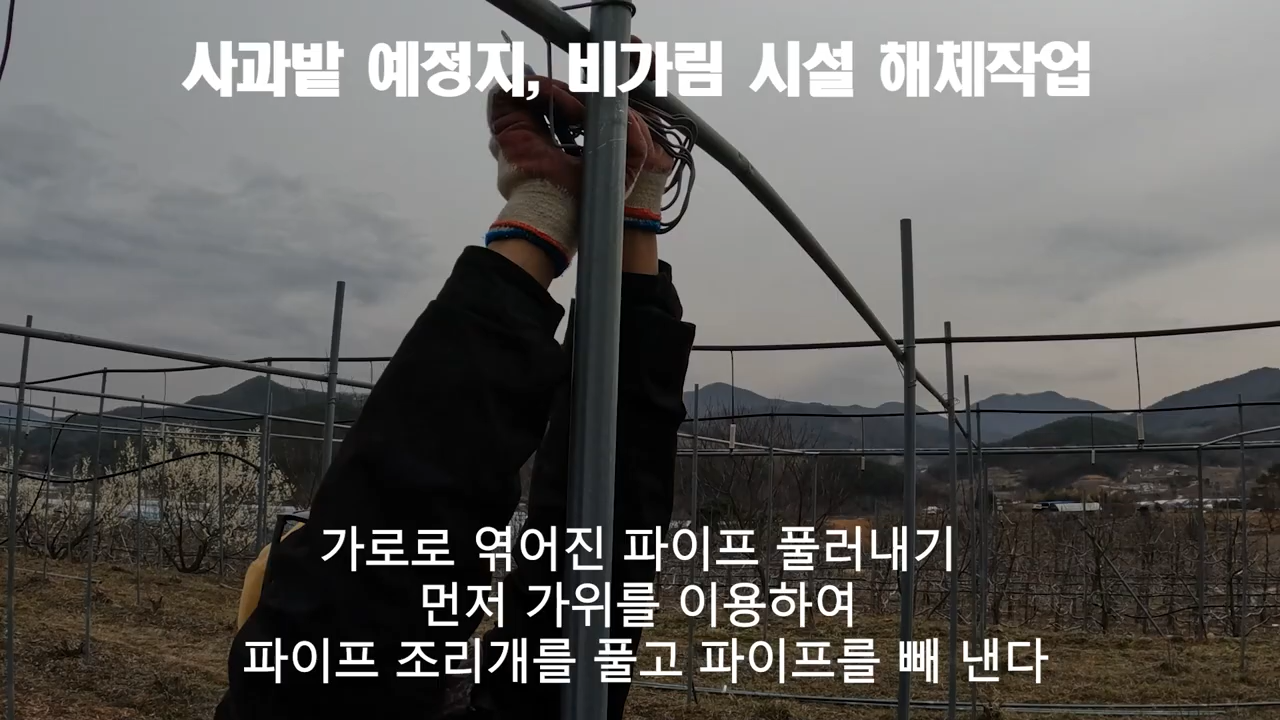 사과밭 예정지, 비가림 시설 해체작업
가로로 엮어진 파이프 풀러내기
먼저 가위를 이용하여
파이프 조리개를 풀고 파이프를 빼 낸다